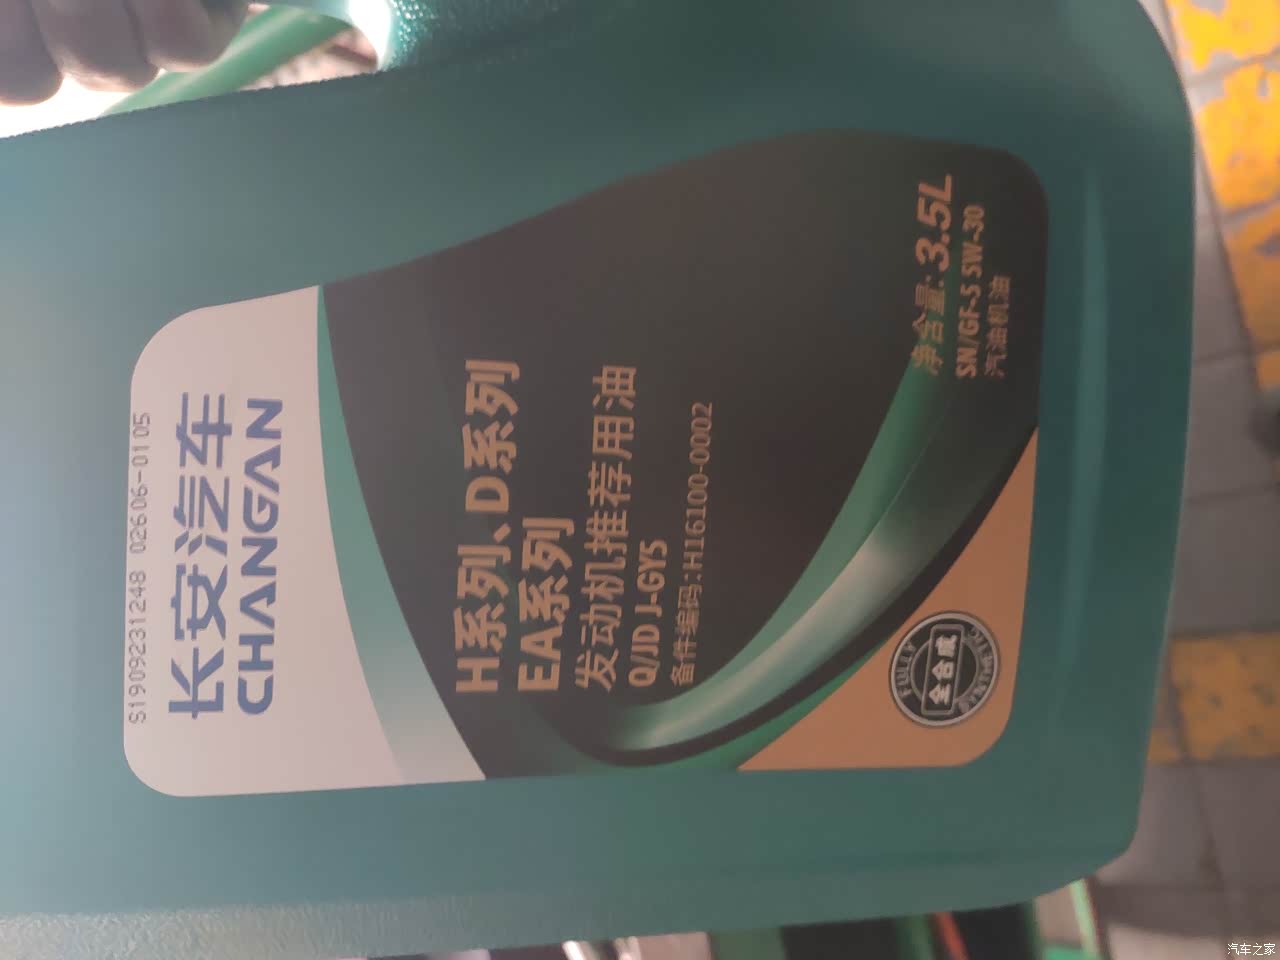 S1909231248 02606-0105
长安汽车
CHANGAN
H系列、D系列
EA系列
发动机推荐用油
Q/JD J-GY5
备件编码:H16100-0002
净含量: 3.5L
SN/GF-5 5W-30
汽油机油
FULLY
全合成
SYNTHETIC
汽车之家